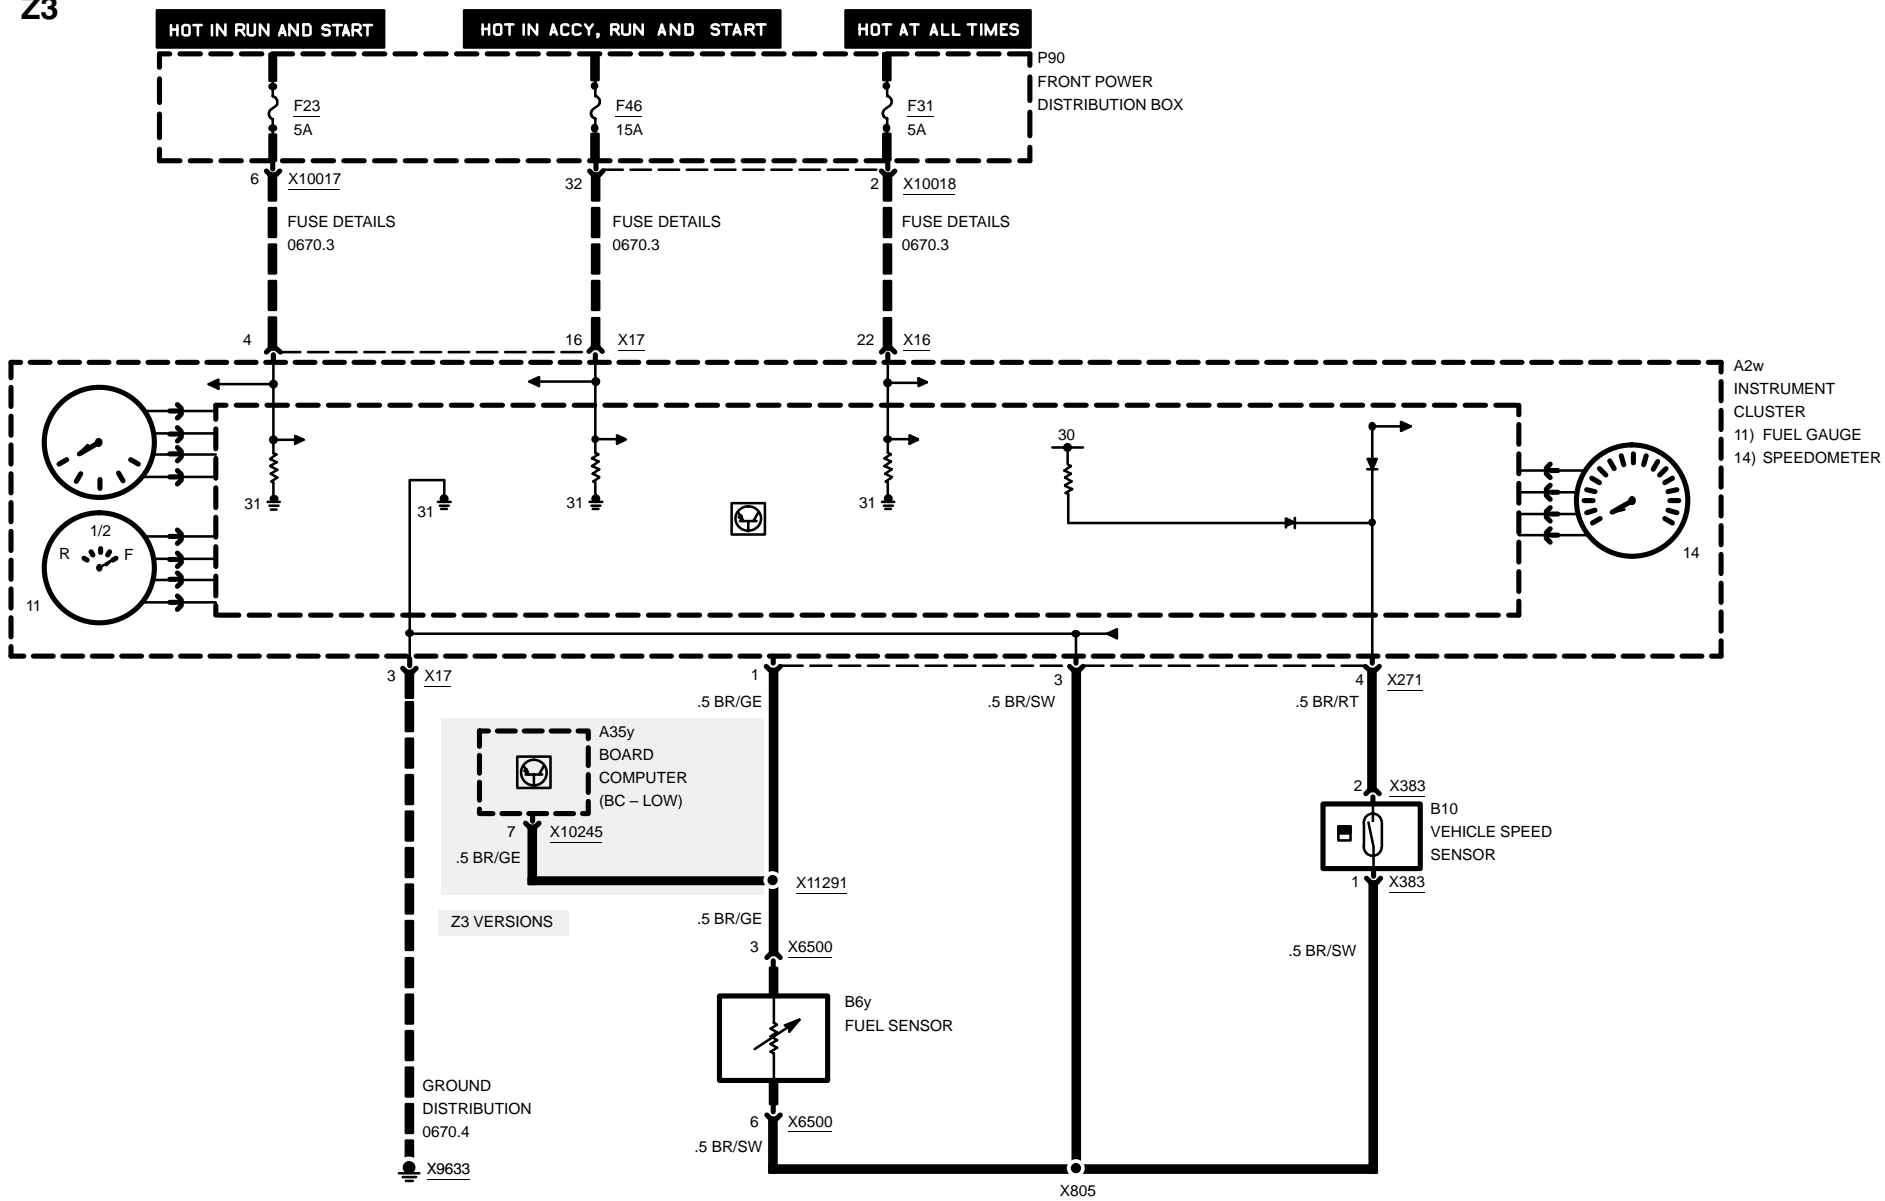 Z3
HOT IN RUN AND START
HOT IN ACCY, RUN AND START
HOT AT ALL TIMES
P90
FRONT POWER
DISTRIBUTION BOX
F23
5A
F46
15A
F31
5A
6
X10017
32
2
X10018
FUSE DETAILS
0670.3
FUSE DETAILS
0670.3
FUSE DETAILS
0670.3
4
16
X17
22
X16
A2w
INSTRUMENT
CLUSTER
11) FUEL GAUGE
14) SPEEDOMETER
30
31
31
31
31
1/2
R
F
11
14
3
X17
1
3
4
X271
.5 BR/GE
.5 BR/SW
.5 BR/RT
A35y
BOARD
COMPUTER
(BC – LOW)
7
X10245
.5 BR/GE
2
X383
B10
VEHICLE SPEED
SENSOR
1
X383
X11291
Z3 VERSIONS
.5 BR/GE
3
X6500
.5 BR/SW
B6y
FUEL SENSOR
GROUND
DISTRIBUTION
0670.4
X9633
6
X6500
.5 BR/SW
X805